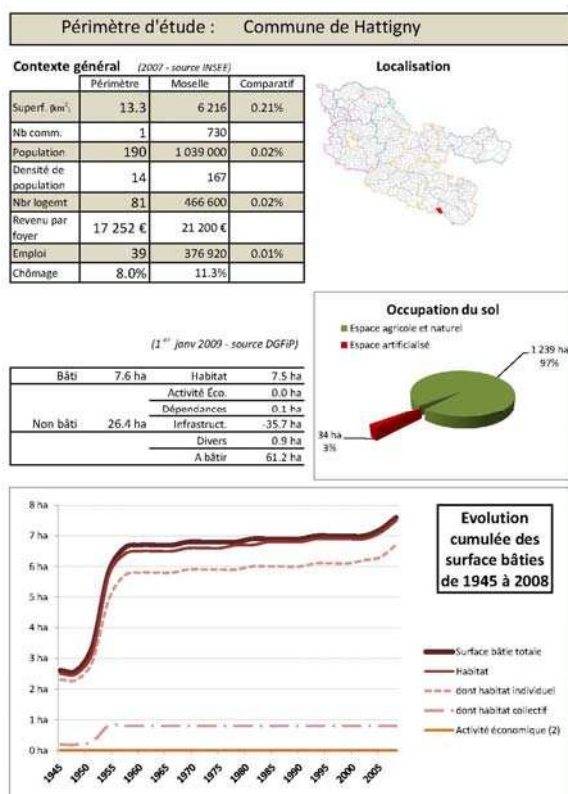 Périmètre d'étude : Commune de Hattigny
Contexte général (2007 - source INSEE)
Périmètre Moselle Comparatif
Superf. (km²) 13.3 6 216 0.21%
Nb comm. 1 730
Population 190 1 039 000 0.02%
Densité de
population 14 167
Nbr logemt 81 466 600 0.02%
Revenu par
foyer 17 252 € 21 200 €
Emploi 39 376 920 0.01%
Chômage 8.0% 11.3%
Localisation
(1er janv 2009 - source DGFiP)
Bâti 7.6 ha Habitat 7.5 ha
Activité Éco. 0.0 ha
Dépendances 0.1 ha
Non bâti 26.4 ha Infrastruct. -35.7 ha
Divers 0.9 ha
A bâtir 61.2 ha
Occupation du sol
Espace agricole et naturel
Espace artificialisé
1 239 ha
97%
34 ha
3%
8 ha
7 ha
6 ha
5 ha
4 ha
3 ha
2 ha
1 ha
0 ha
1945 1950 1955 1960 1965 1970 1975 1980 1985 1990 1995 2000 2005
Evolution
cumulée des
surface bâties
de 1945 à 2008
Surface bâtie totale
Habitat
dont habitat individuel
dont habitat collectif
Activité économique (2)